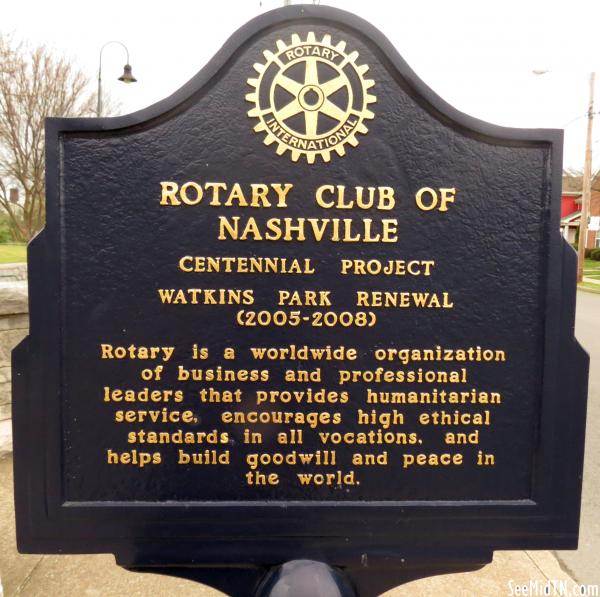 ROTARY
INTERNATIONAL
ROTARY CLUB OF
NASHVILLE
CENTENNIAL PROJECT
WATKINS PARK RENEWAL
(2005-2008)
Rotary is a worldwide organization
of business and professional
leaders that provides humanitarian
service, encourages high ethical
standards in all vocations, and
helps build goodwill and peace in
the world.
SeeMidTN.com